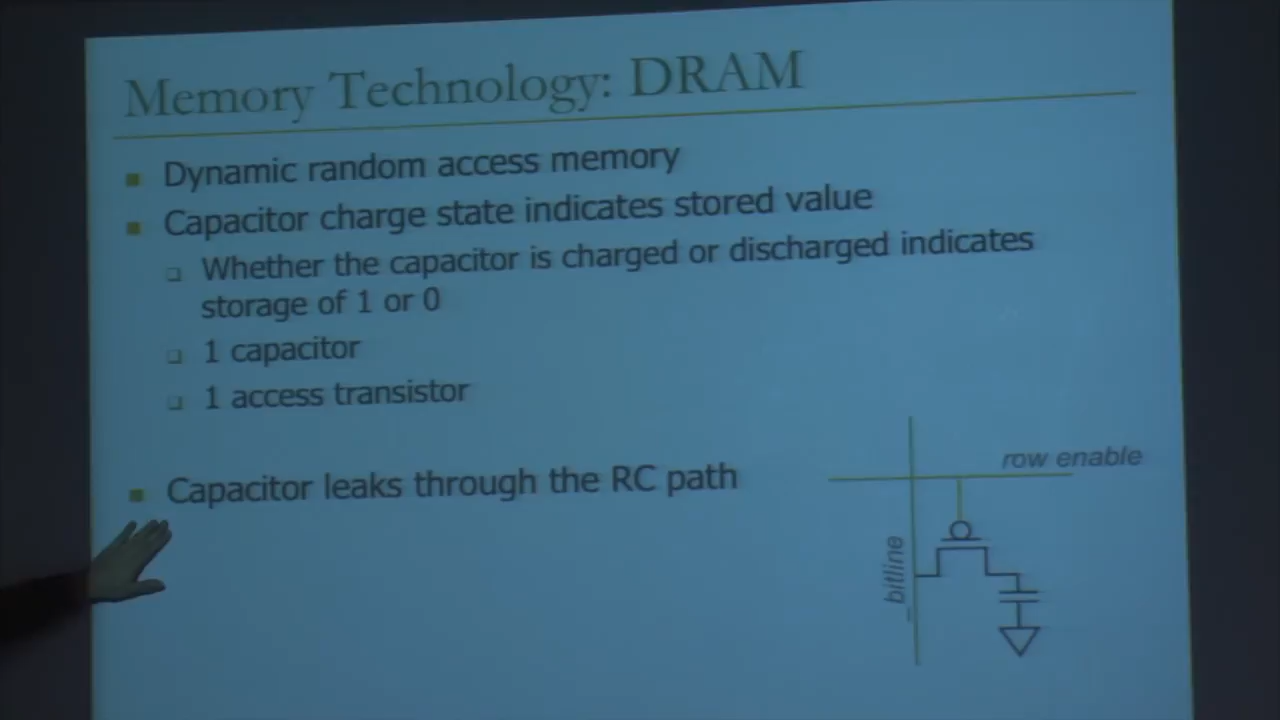 Memory Technology: DRAM
Dynamic random access memory
Capacitor charge state indicates stored value
Whether the capacitor is charged or discharged indicates
storage of 1 or 0
1 capacitor
1 access transistor
Capacitor leaks through the RC path
row enable
_bitline